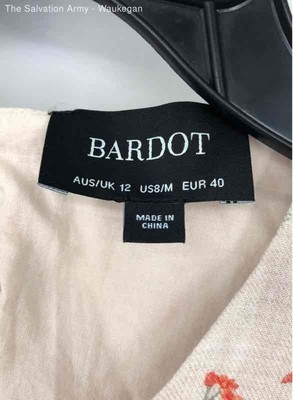 The Salvation Army - Waukegan
BARDOT
AUS/UK 12 US8/M EUR 40
MADE IN
CHINA